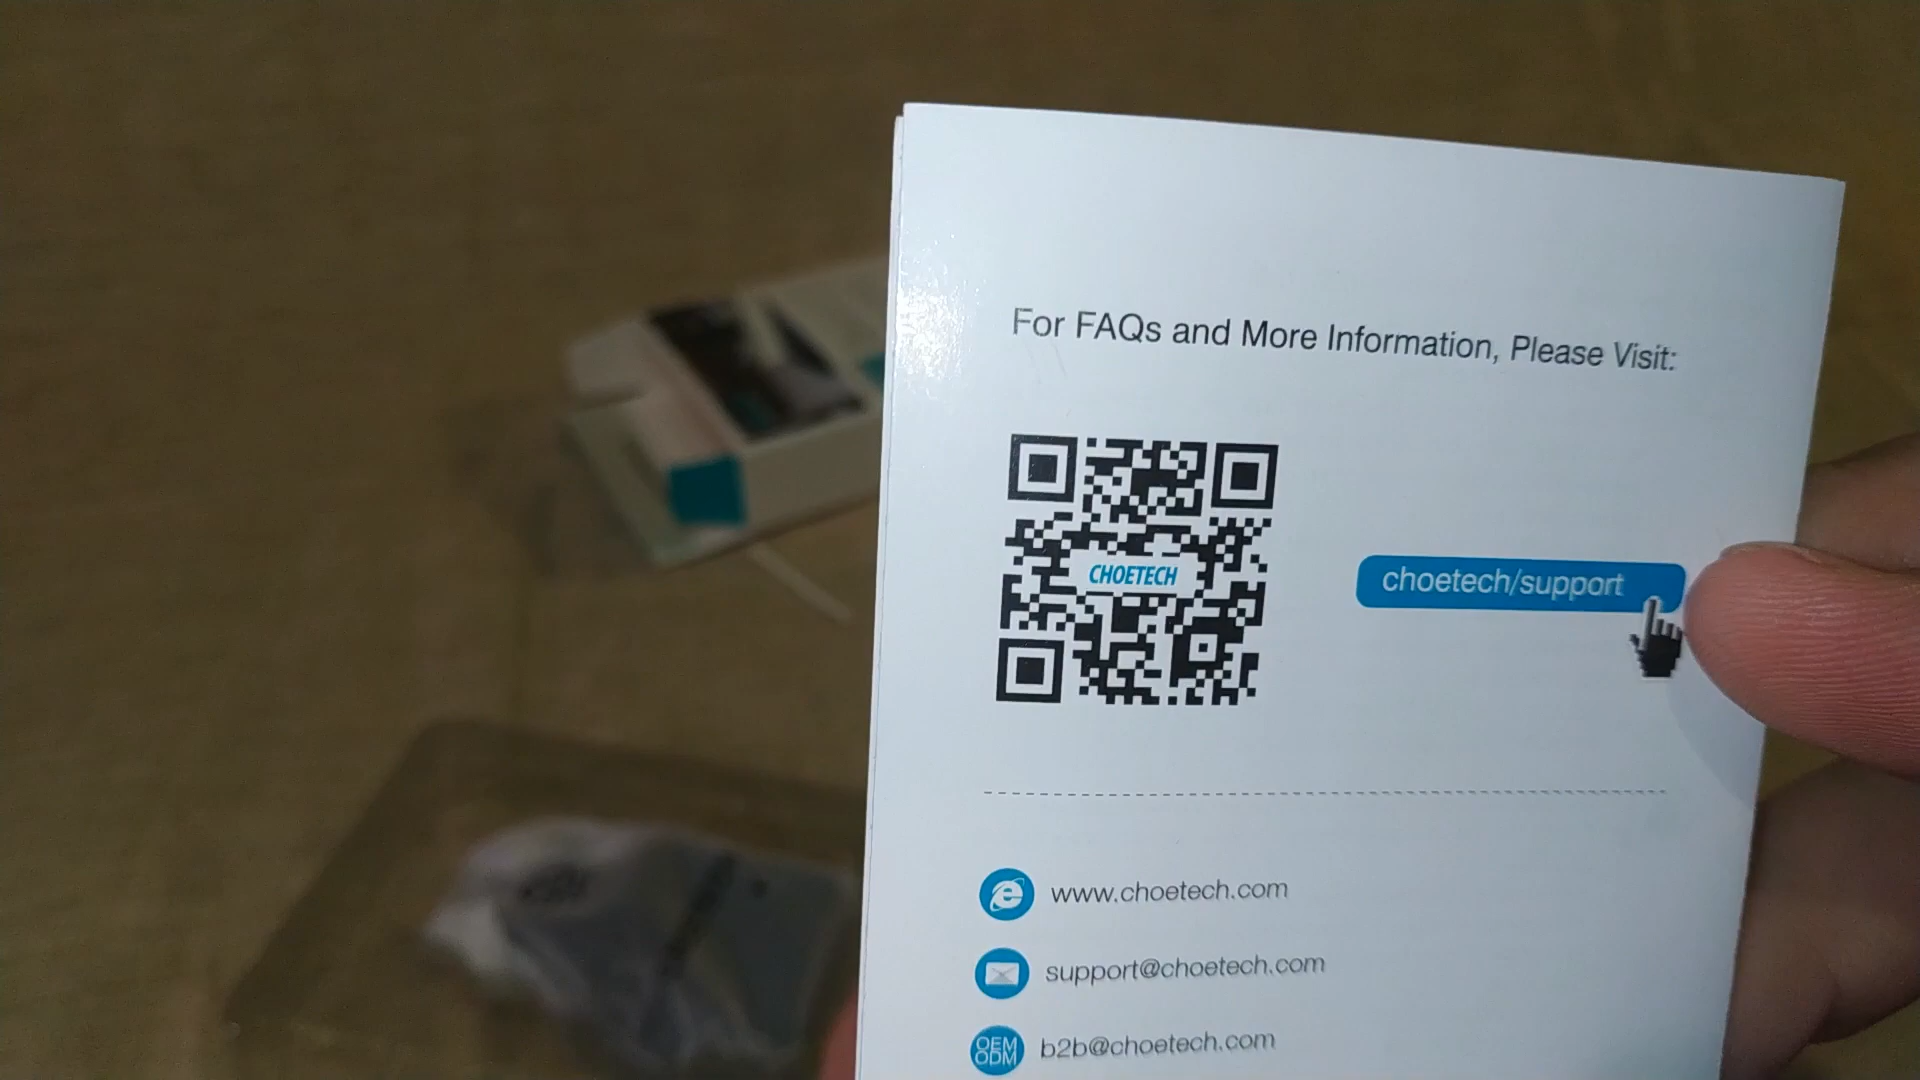 For FAQs and More Information, Please Visit:
CHOETECH
choetech/support
www.choetech.com
support@choetech.com
OEM
ODM
b2b@choetech.com